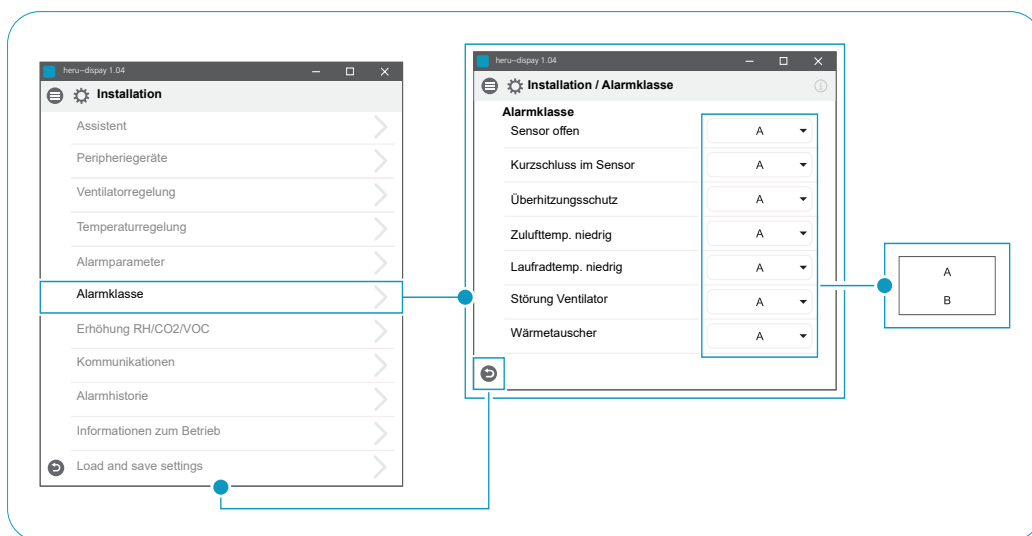 heru--dispay 1.04
Installation
Assistent
Peripheriegeräte
Ventilatorregelung
Temperaturregelung
Alarmparameter
Alarmklasse
Erhöhung RH/CO2/VOC
Kommunikationen
Alarmhistorie
Informationen zum Betrieb
Load and save settings
heru--dispay 1.04
Installation / Alarmklasse
Alarmklasse
Sensor offen A
Kurzschluss im Sensor A
Überhitzungsschutz A
Zulufttemp. niedrig A
Laufradtemp. niedrig A
Störung Ventilator A
Wärmetauscher A
A
B